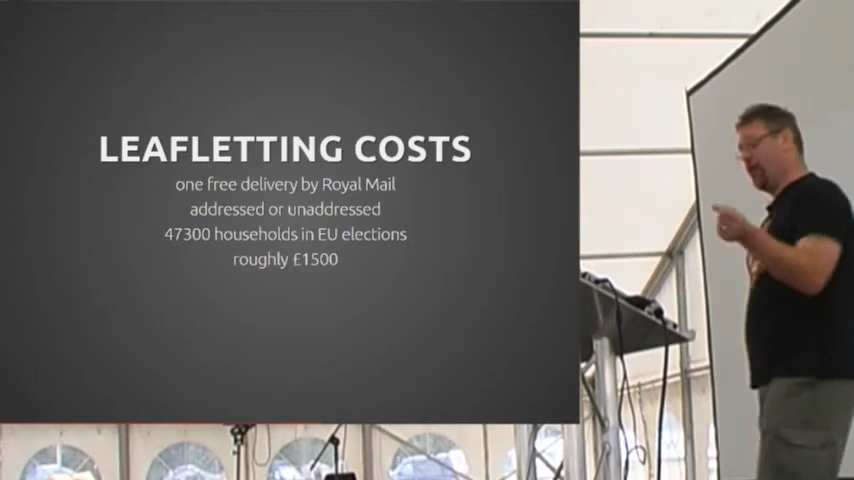 LEAFLETTING COSTS
one free delivery by Royal Mail
addressed or unaddressed
47300 households in EU elections
roughly £1500